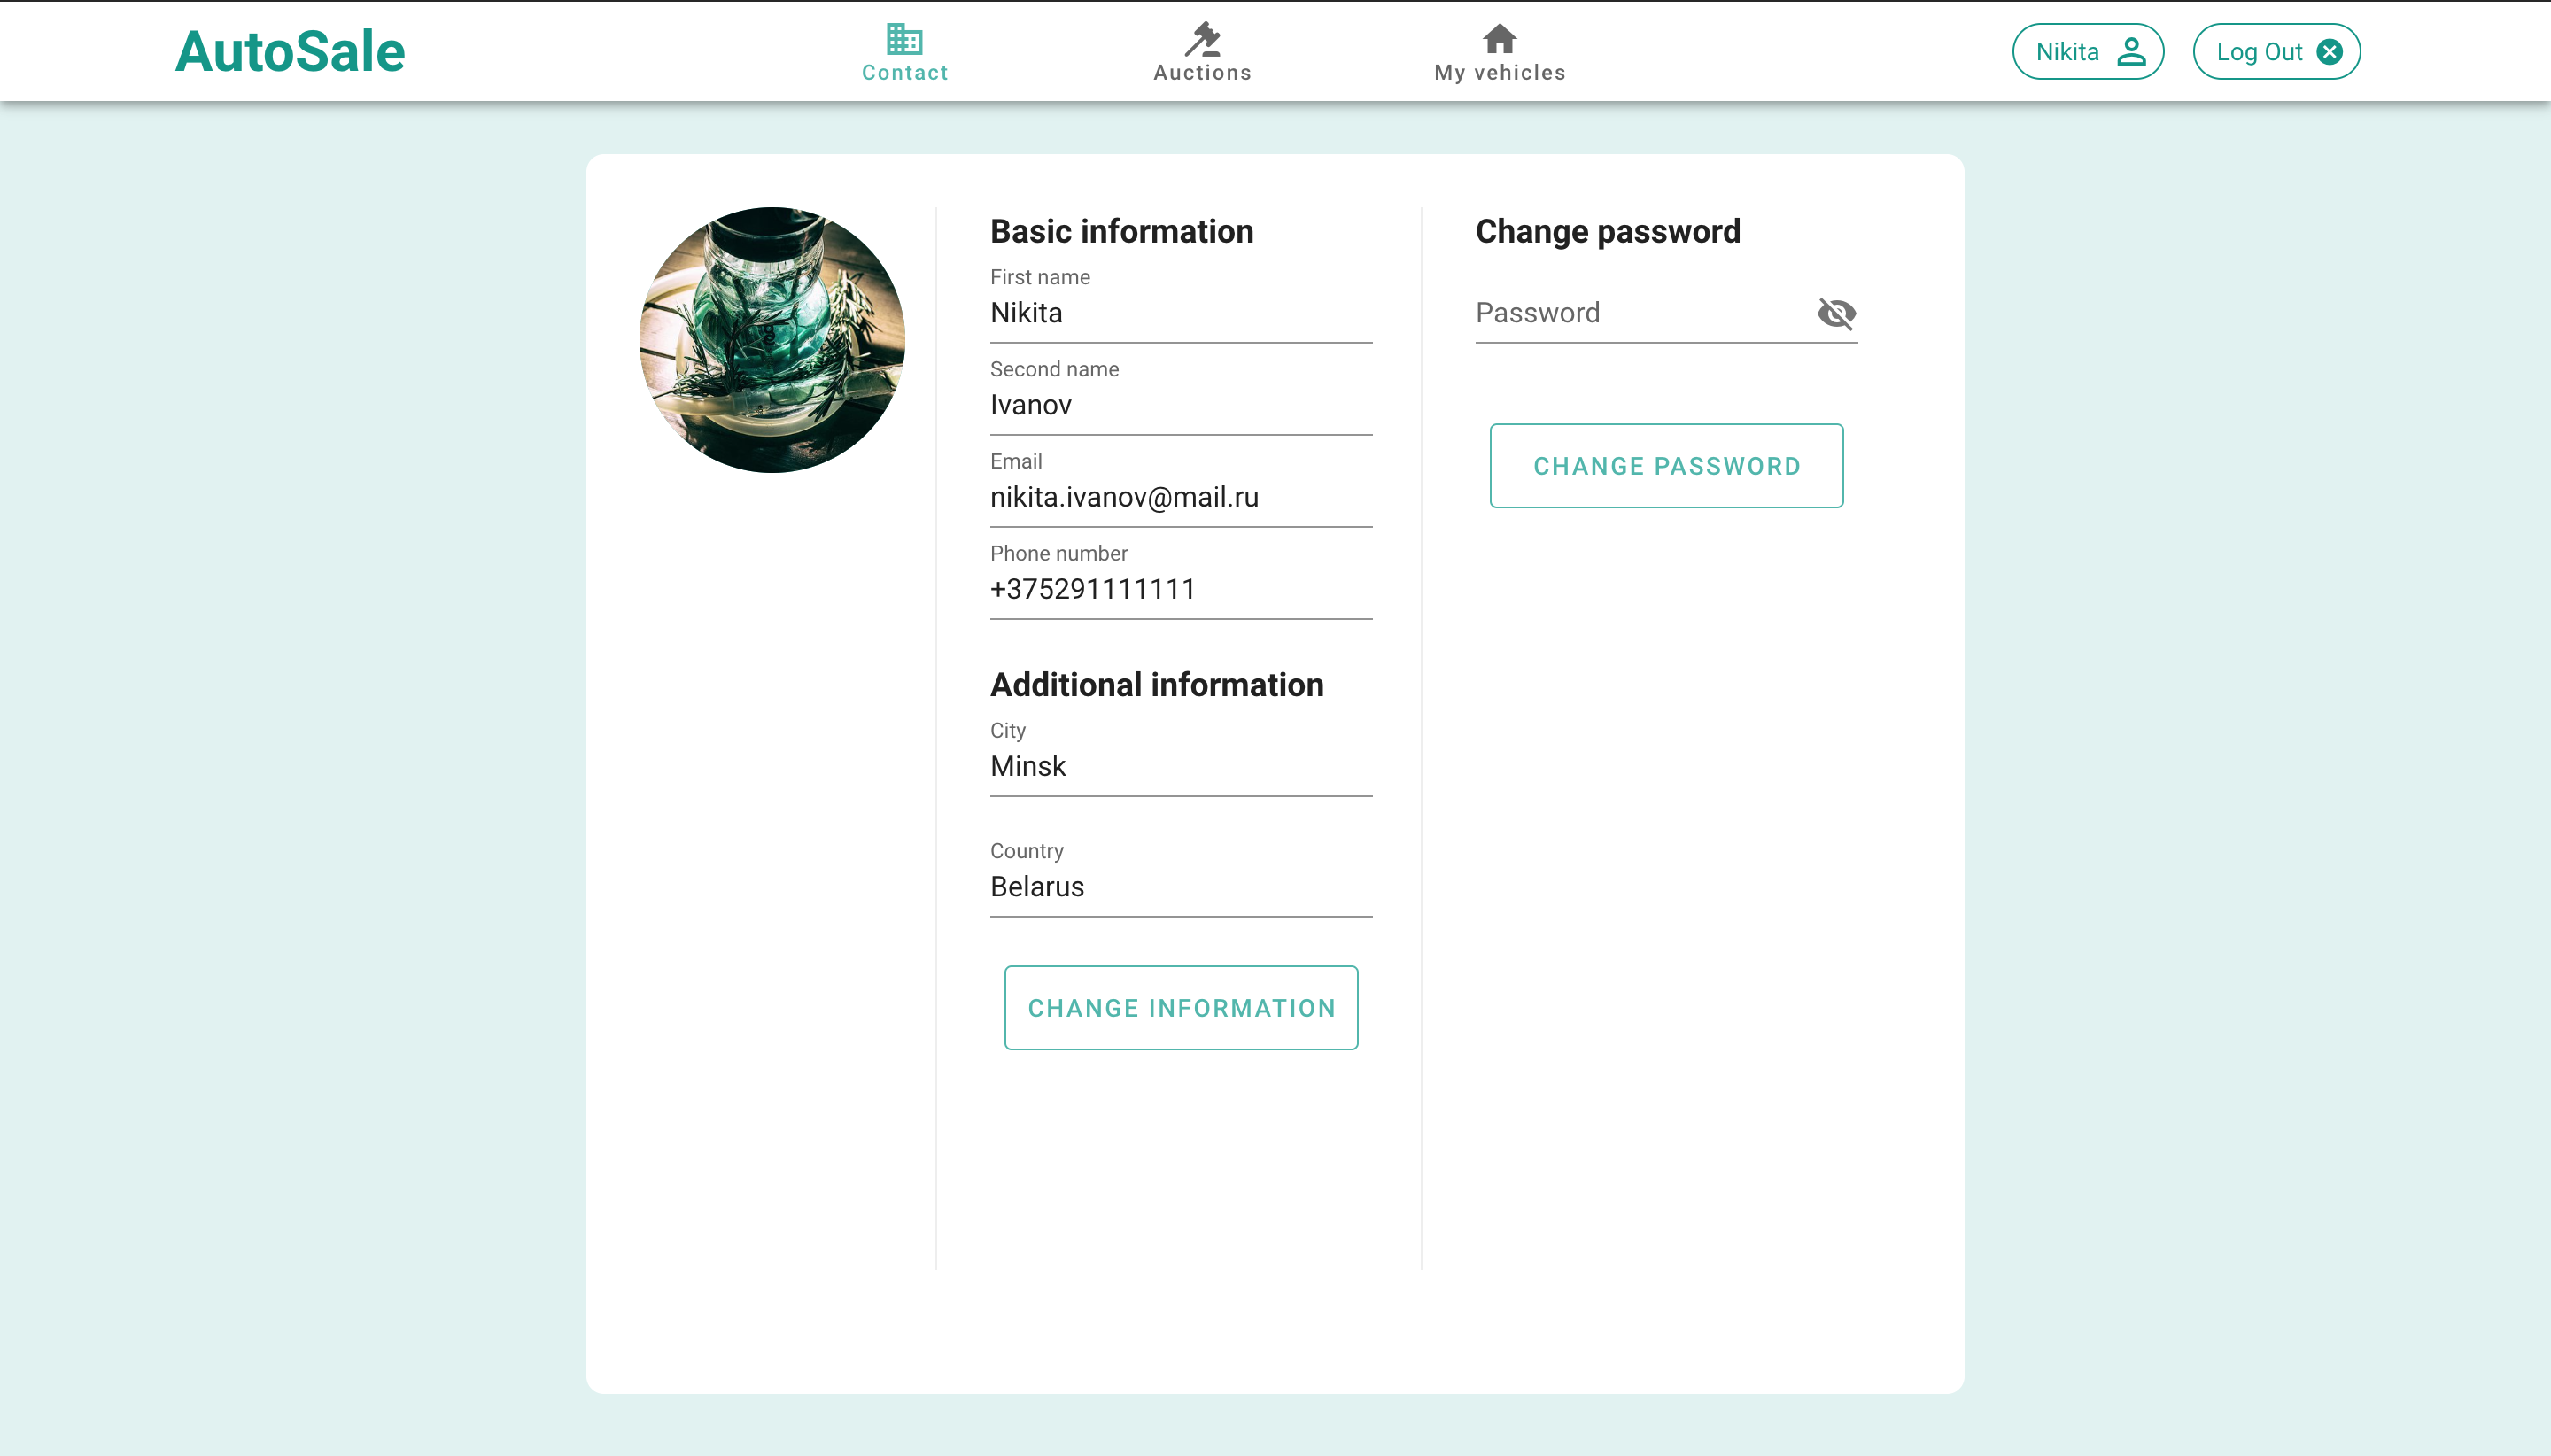 AutoSale
Contact
Auctions
My vehicles
Nikita
Log Out
Basic information
First name
Nikita
Second name
Ivanov
Email
nikita.ivanov@mail.ru
Phone number
+375291111111
Additional information
City
Minsk
Country
Belarus
CHANGE INFORMATION
Change password
Password
CHANGE PASSWORD